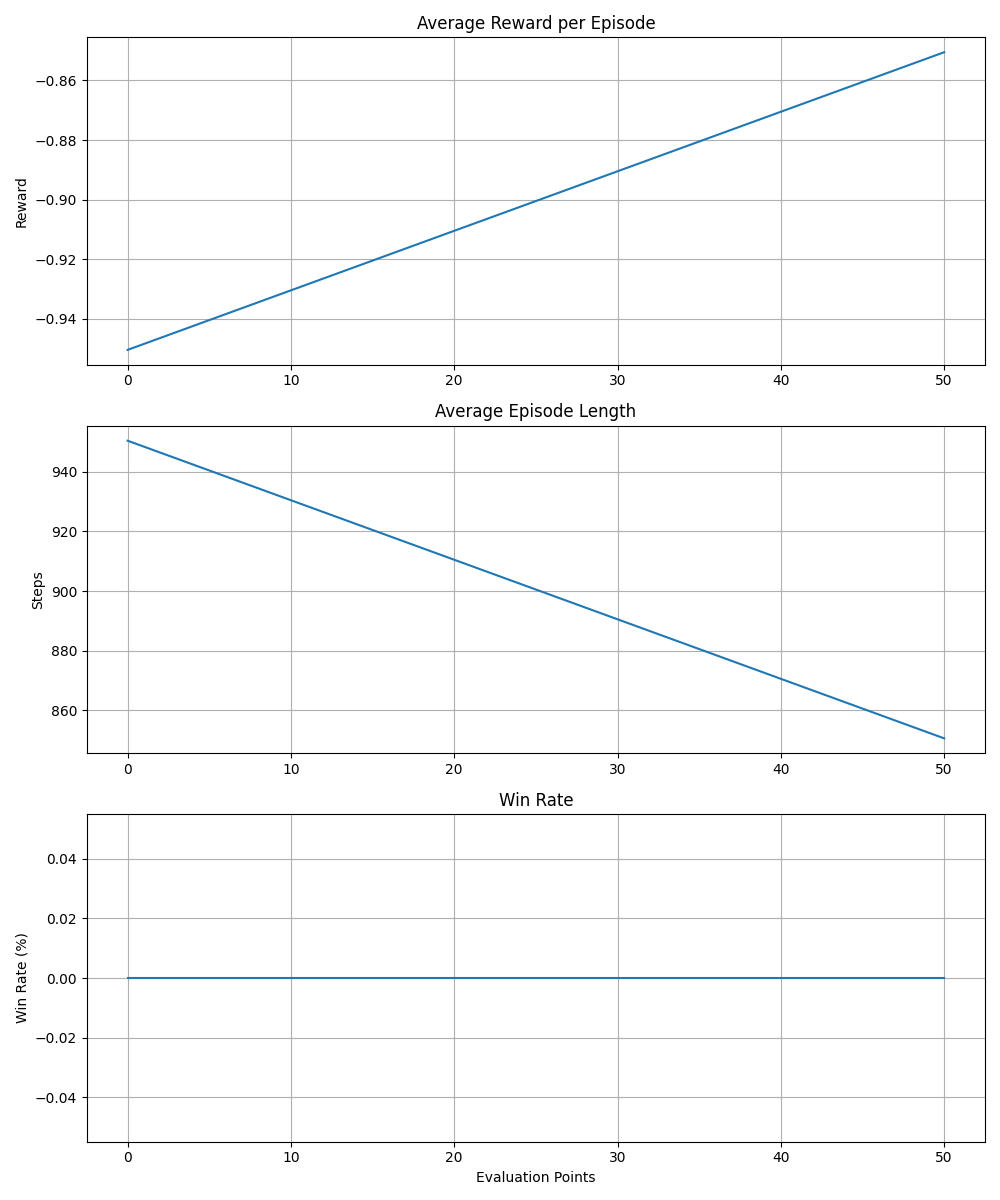 Average Reward per Episode
−0.86
−0.88
−0.90
−0.92
−0.94
Reward
0 10 20 30 40 50
Average Episode Length
940
920
900
880
860
Steps
0 10 20 30 40 50
Win Rate
0.04
0.02
0.00
−0.02
−0.04
Win Rate (%)
0 10 20 30 40 50
Evaluation Points